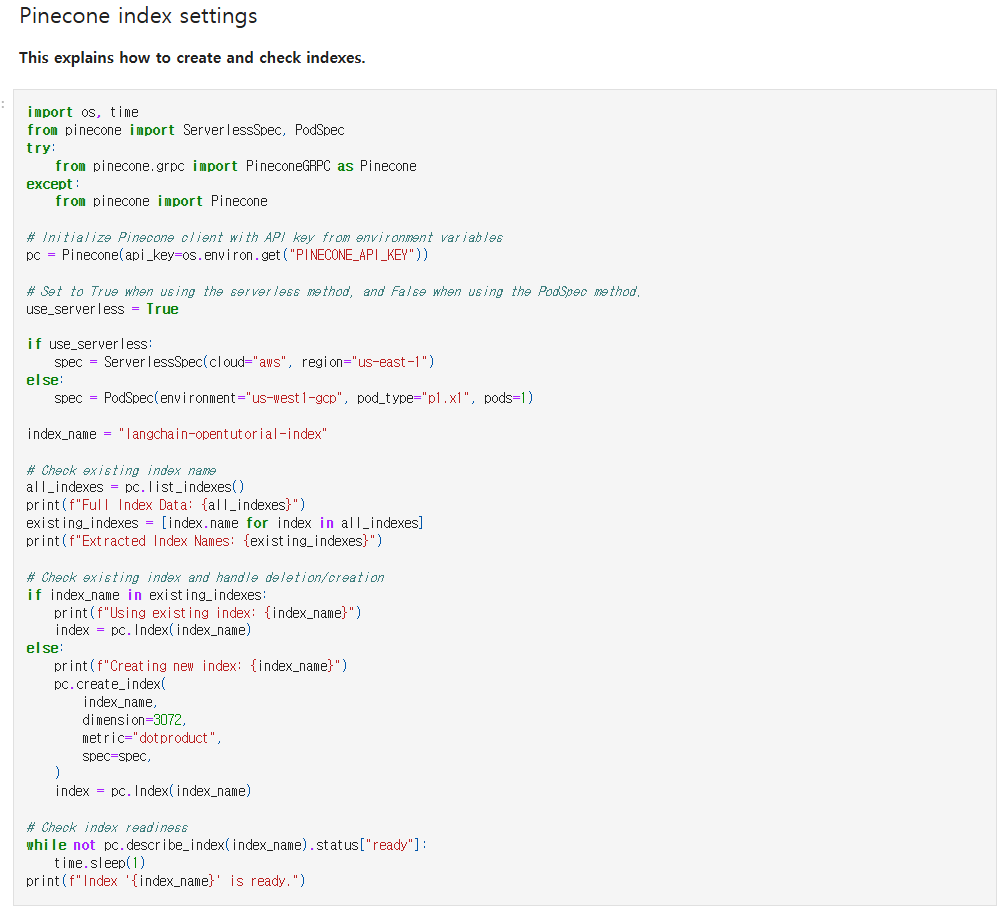 Pinecone index settings
This explains how to create and check indexes.
:
import os, time
from pinecone import ServerlessSpec, PodSpec
try:
    from pinecone.grpc import PineconeGRPC as Pinecone
except:
    from pinecone import Pinecone
# Initialize Pinecone client with API key from environment variables
pc = Pinecone(api_key=os.environ.get("PINECONE_API_KEY"))
# Set to True when using the serverless method, and False when using the PodSpec method.
use_serverless = True
if use_serverless:
    spec = ServerlessSpec(cloud="aws", region="us-east-1")
else:
    spec = PodSpec(environment="us-west1-gcp", pod_type="p1.x1", pods=1)
index_name = "langchain-opentutorial-index"
# Check existing index name
all_indexes = pc.list_indexes()
print(f"Full Index Data: {all_indexes}")
existing_indexes = [index.name for index in all_indexes]
print(f"Extracted Index Names: {existing_indexes}")
# Check existing index and handle deletion/creation
if index_name in existing_indexes:
    print(f"Using existing index: {index_name}")
    index = pc.Index(index_name)
else:
    print(f"Creating new index: {index_name}")
    pc.create_index(
        index_name,
        dimension=3072,
        metric="dotproduct",
        spec=spec,
    )
    index = pc.Index(index_name)
# Check index readiness
while not pc.describe_index(index_name).status["ready"]:
    time.sleep(1)
print(f"Index '{index_name}' is ready.")